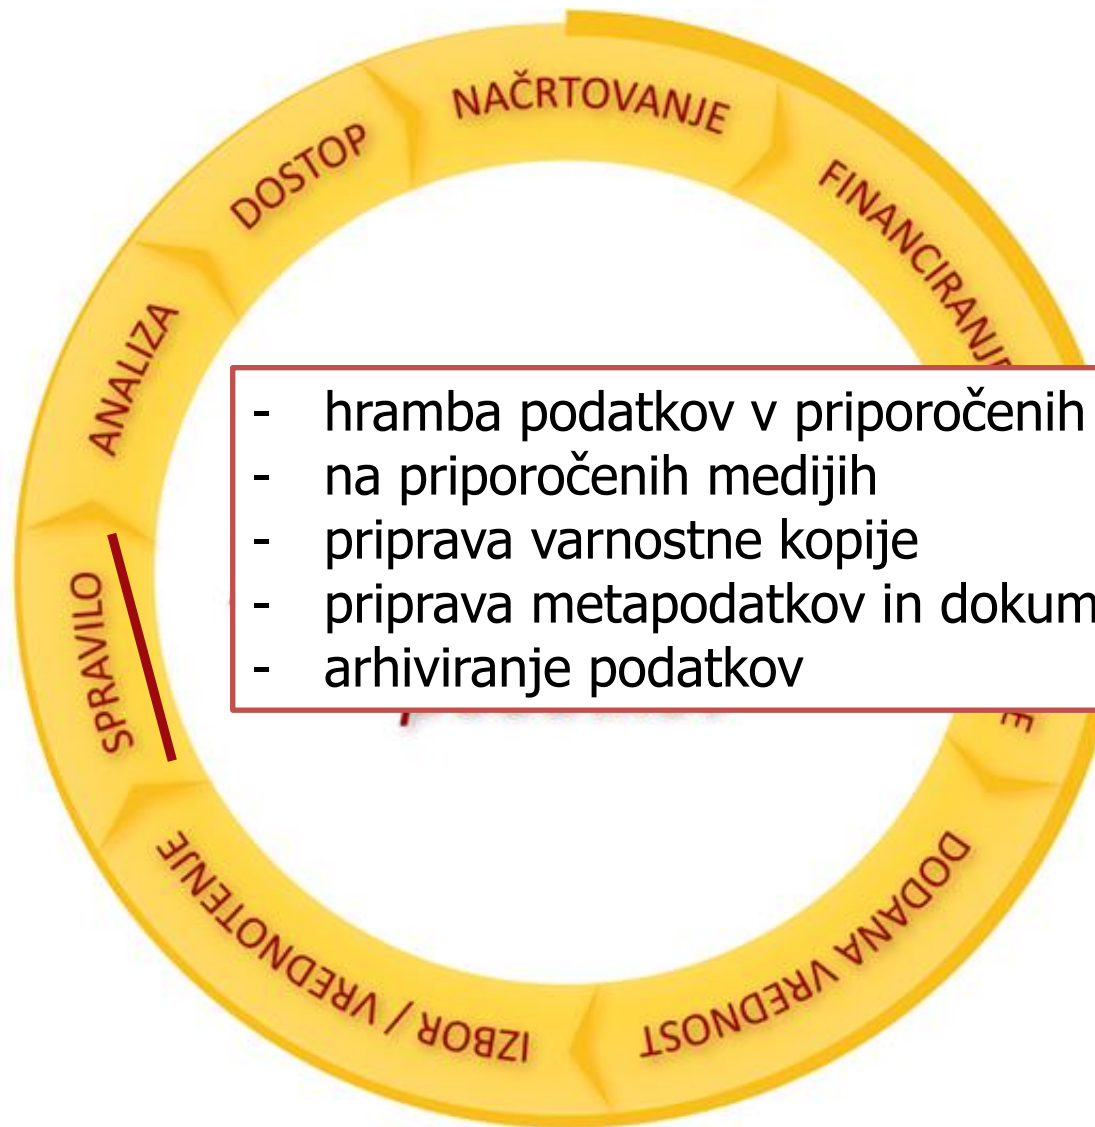 NAČRTOVANJE
FINANCIRANJE
DODANA VREDNOST
IZBOR / VREDNOTENJE
SPRAVILO
ANALIZA
DOSTOP
- hramba podatkov v priporočenih
- na priporočenih medijih
- priprava varnostne kopije
- priprava metapodatkov in dokum
- arhiviranje podatkov